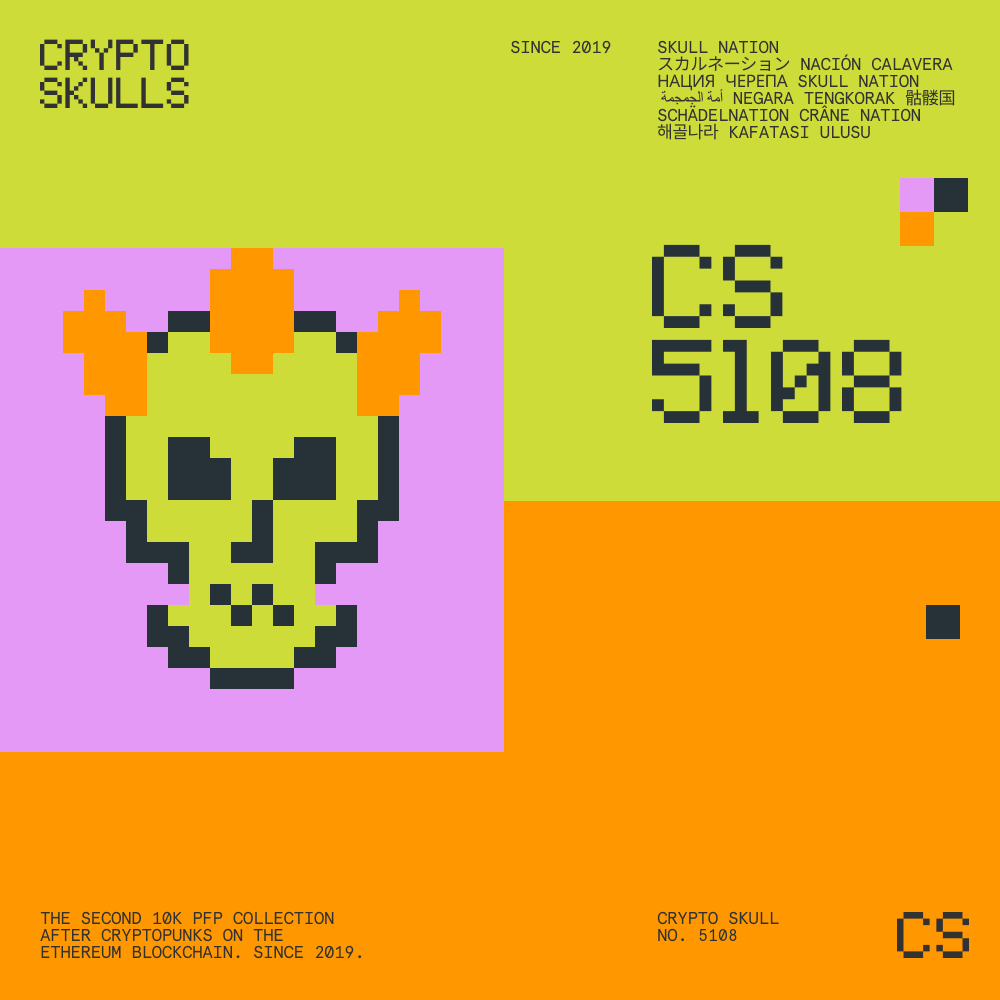 CRYPTO
SKULLS
SINCE 2019
SKULL NATION
スカルネーション NACIÓN CALAVERA
НАЦИЯ ЧЕРЕПА SKULL NATION
أمة الجمجمة NEGARA TENGKORAK 骷髅国
SCHÄDELNATION CRÂNE NATION
해골나라 KAFATASI ULUSU
CS
5108
THE SECOND 10K PFP COLLECTION
AFTER CRYPTOPUNKS ON THE
ETHEREUM BLOCKCHAIN. SINCE 2019.
CRYPTO SKULL
NO. 5108
CS